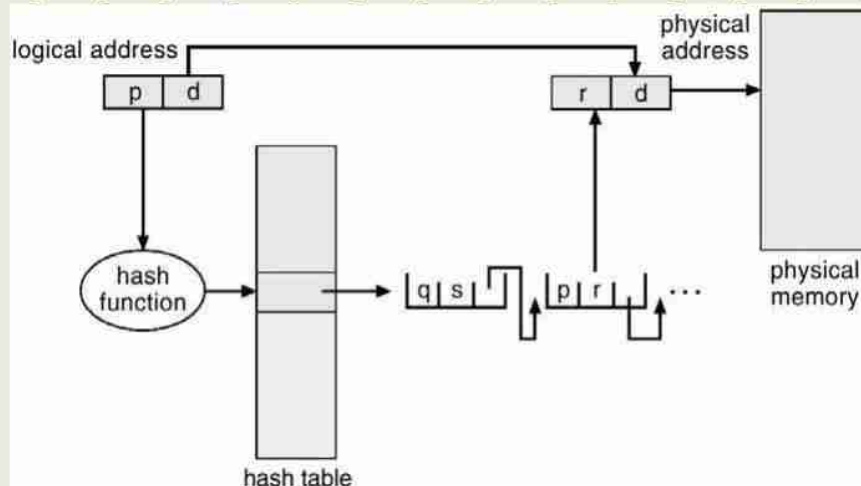 logical address
physical
address
p d
r d
hash
function
q s
p r
...
physical
memory
hash table